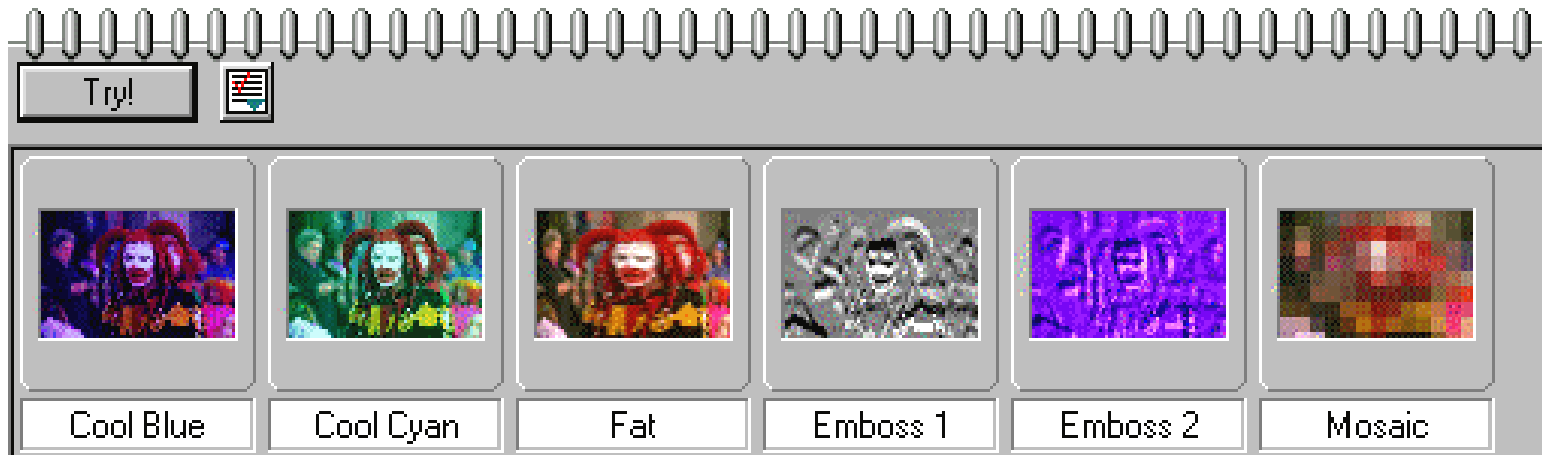 Try!
Cool Blue
Cool Cyan
Fat
Emboss 1
Emboss 2
Mosaic